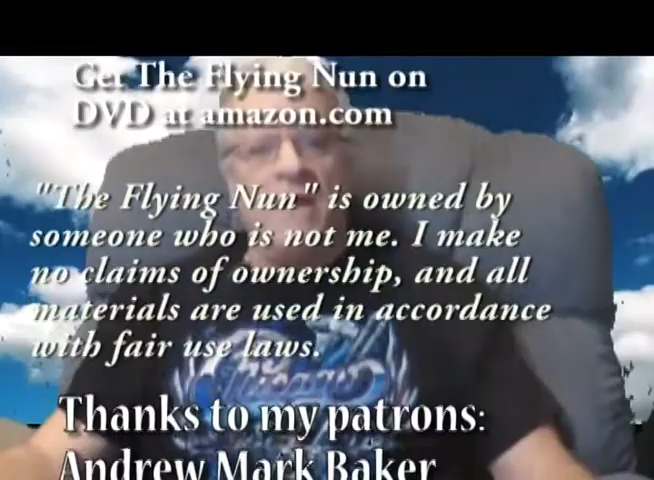 Get The Flying Nun on
DVD at amazon.com
"The Flying Nun" is owned by
someone who is not me. I make
no claims of ownership, and all
materials are used in accordance
with fair use laws.
Chicago
Thanks to my patrons:
Andrew Mark Baker